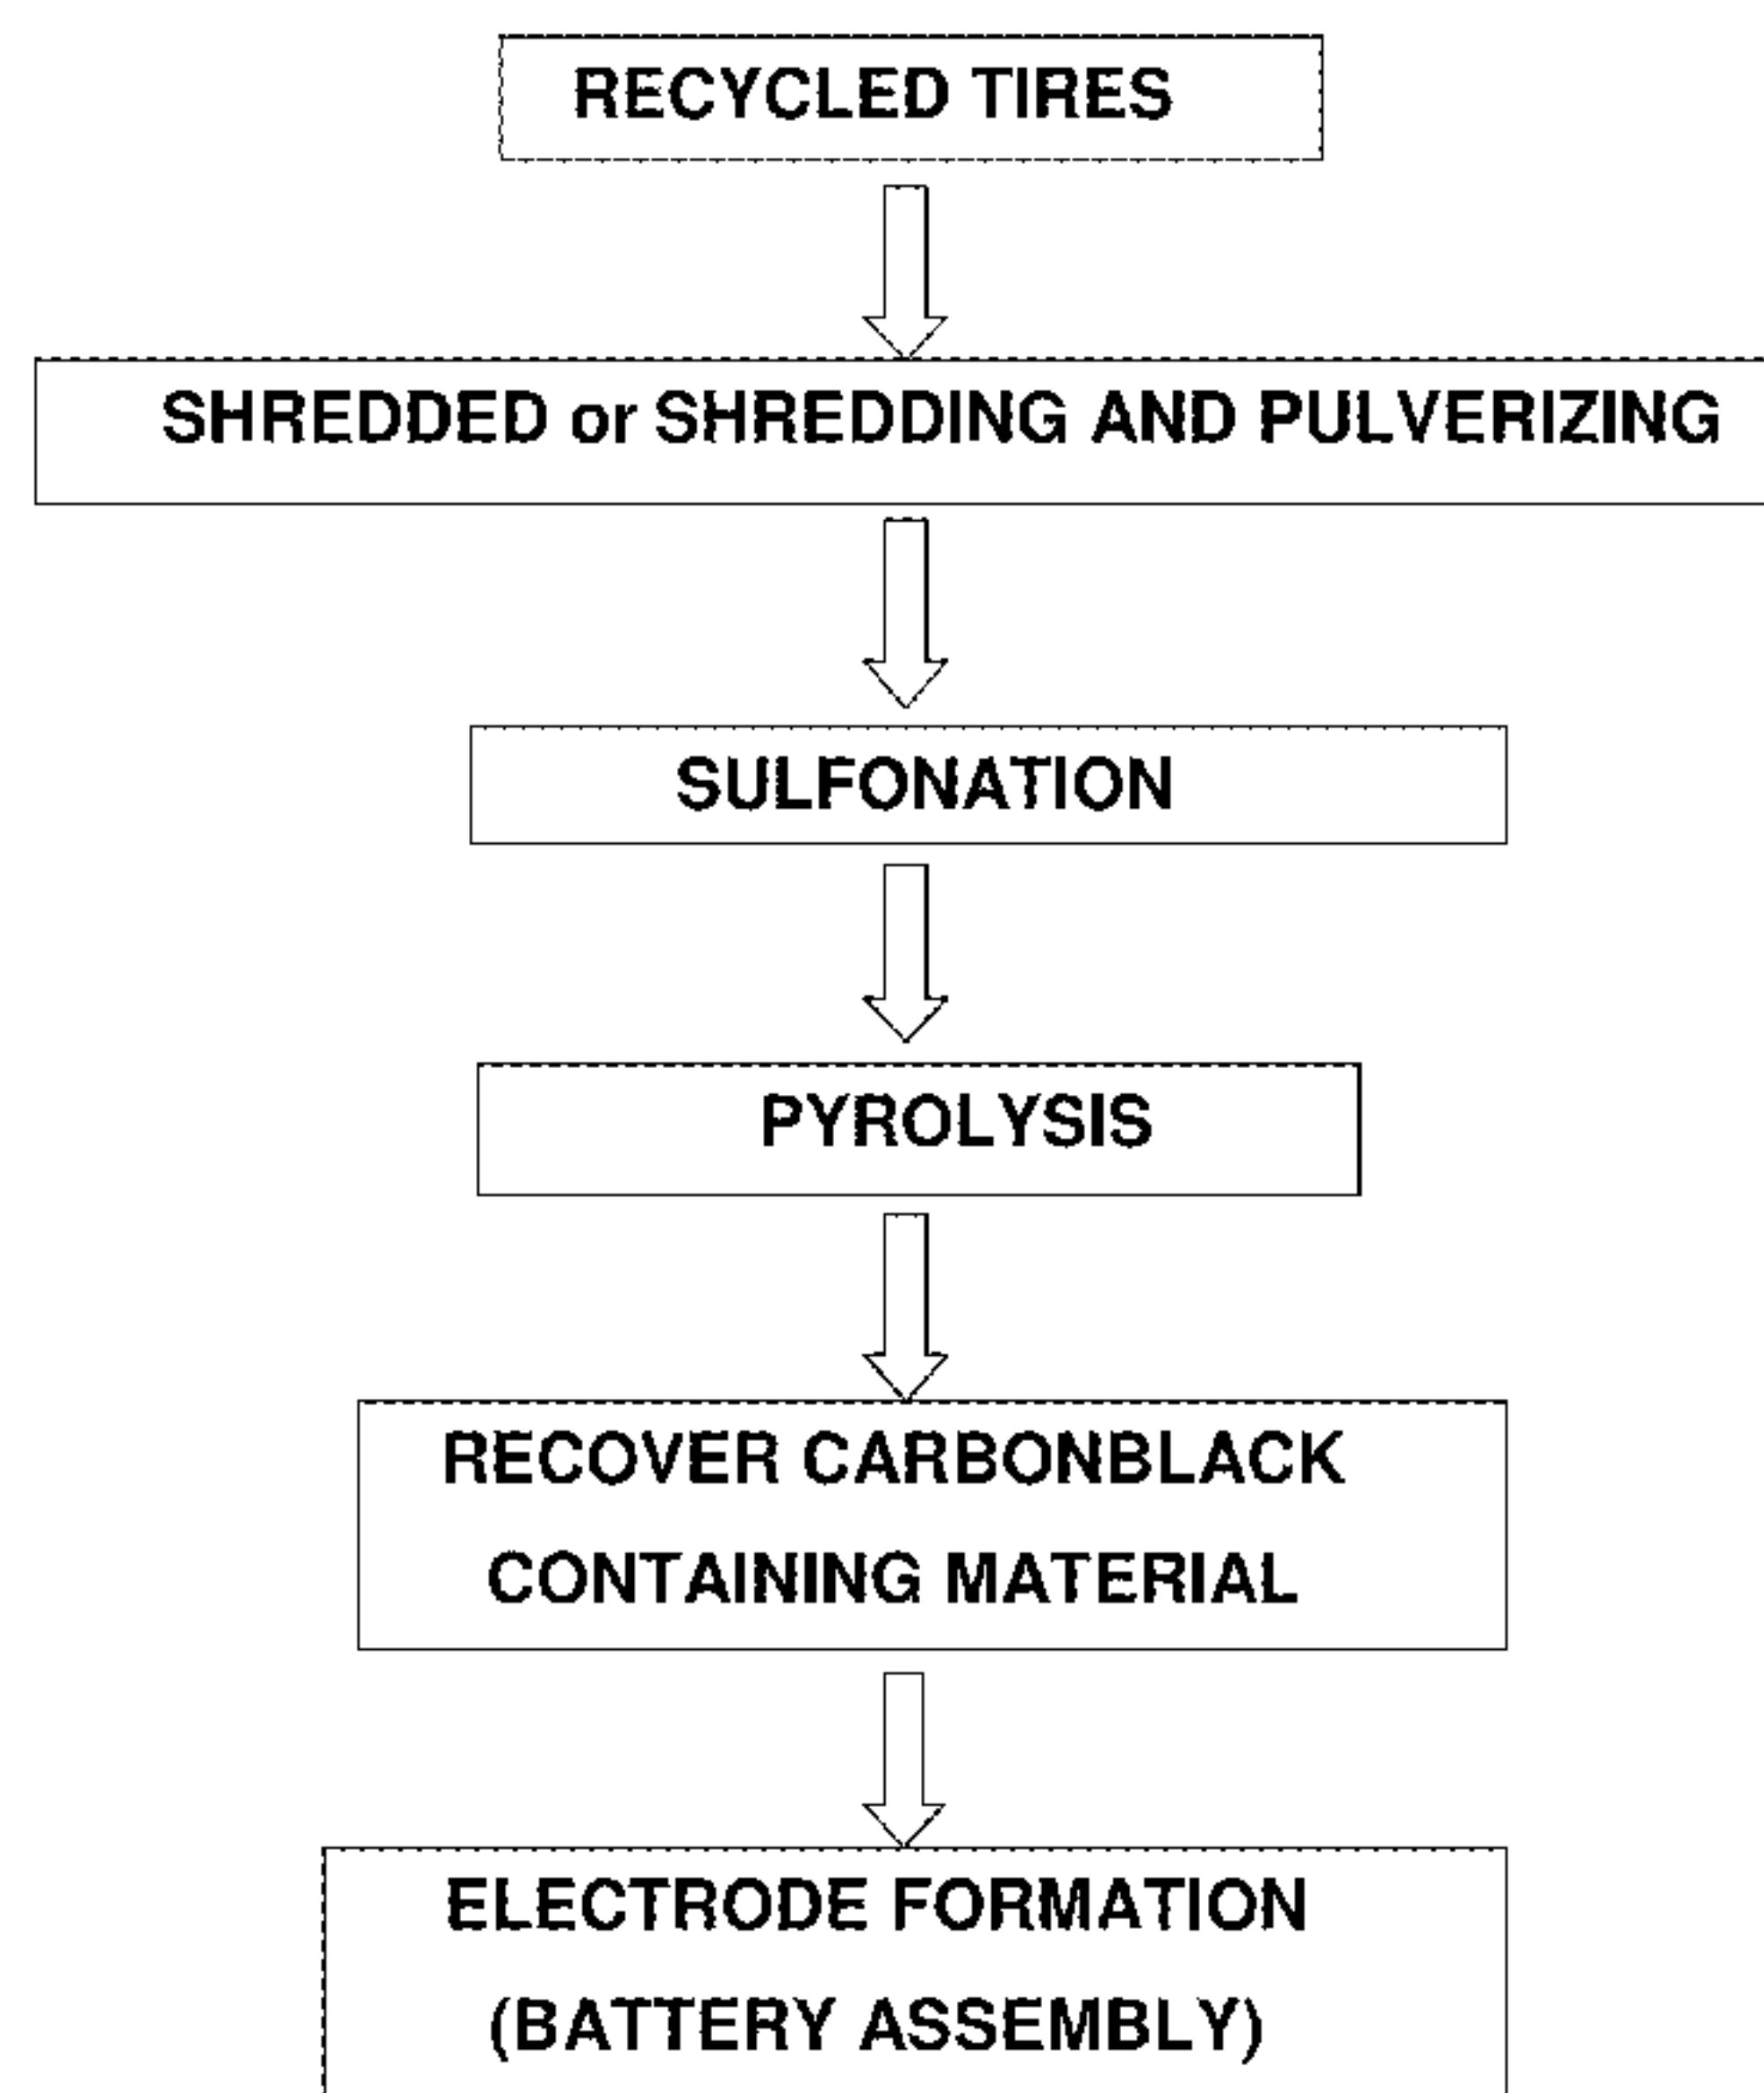 RECYCLED TIRES
SHREDDED or SHREDDING AND PULVERIZING
SULFONATION
PYROLYSIS
RECOVER CARBONBLACK
CONTAINING MATERIAL
ELECTRODE FORMATION
(BATTERY ASSEMBLY)